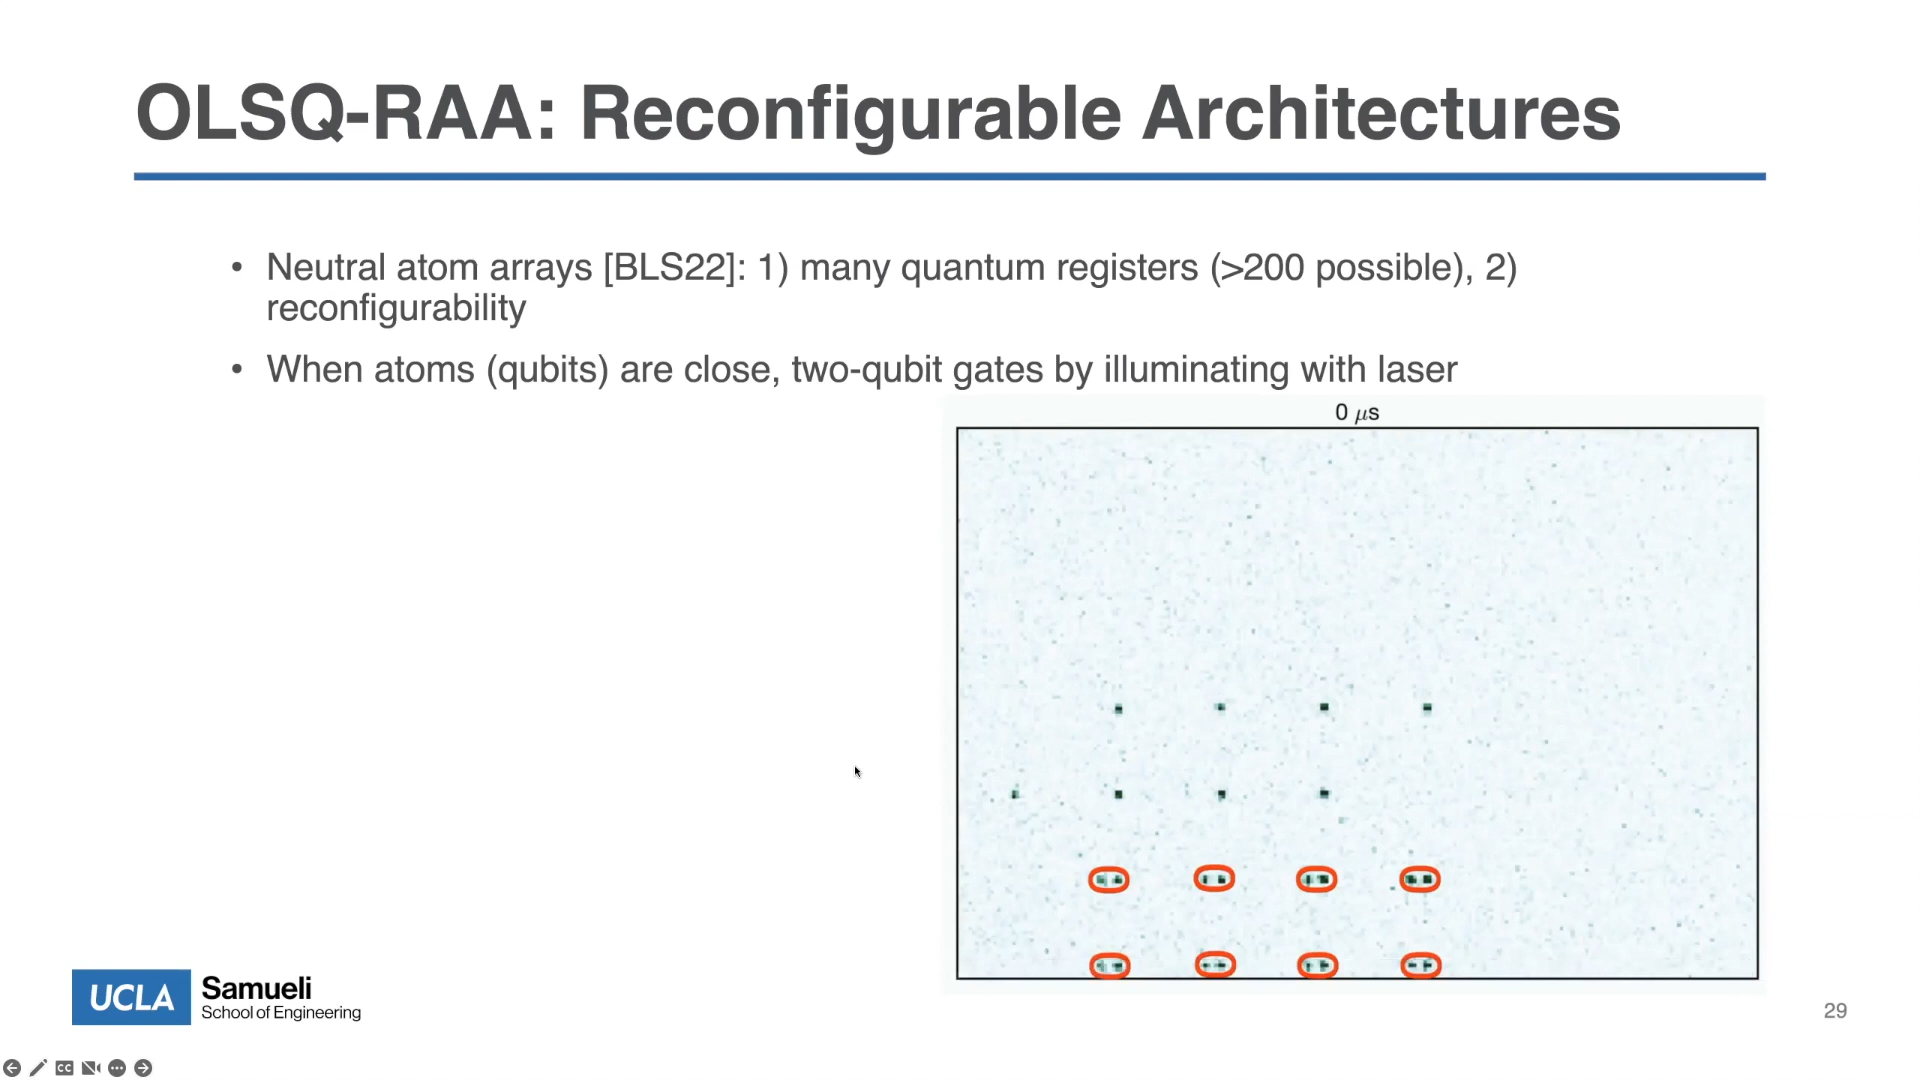 OLSQ-RAA: Reconfigurable Architectures
• Neutral atom arrays [BLS22]: 1) many quantum registers (>200 possible), 2)
reconfigurability
• When atoms (qubits) are close, two-qubit gates by illuminating with laser
0 μs
UCLA
Samueli
School of Engineering
29
CC